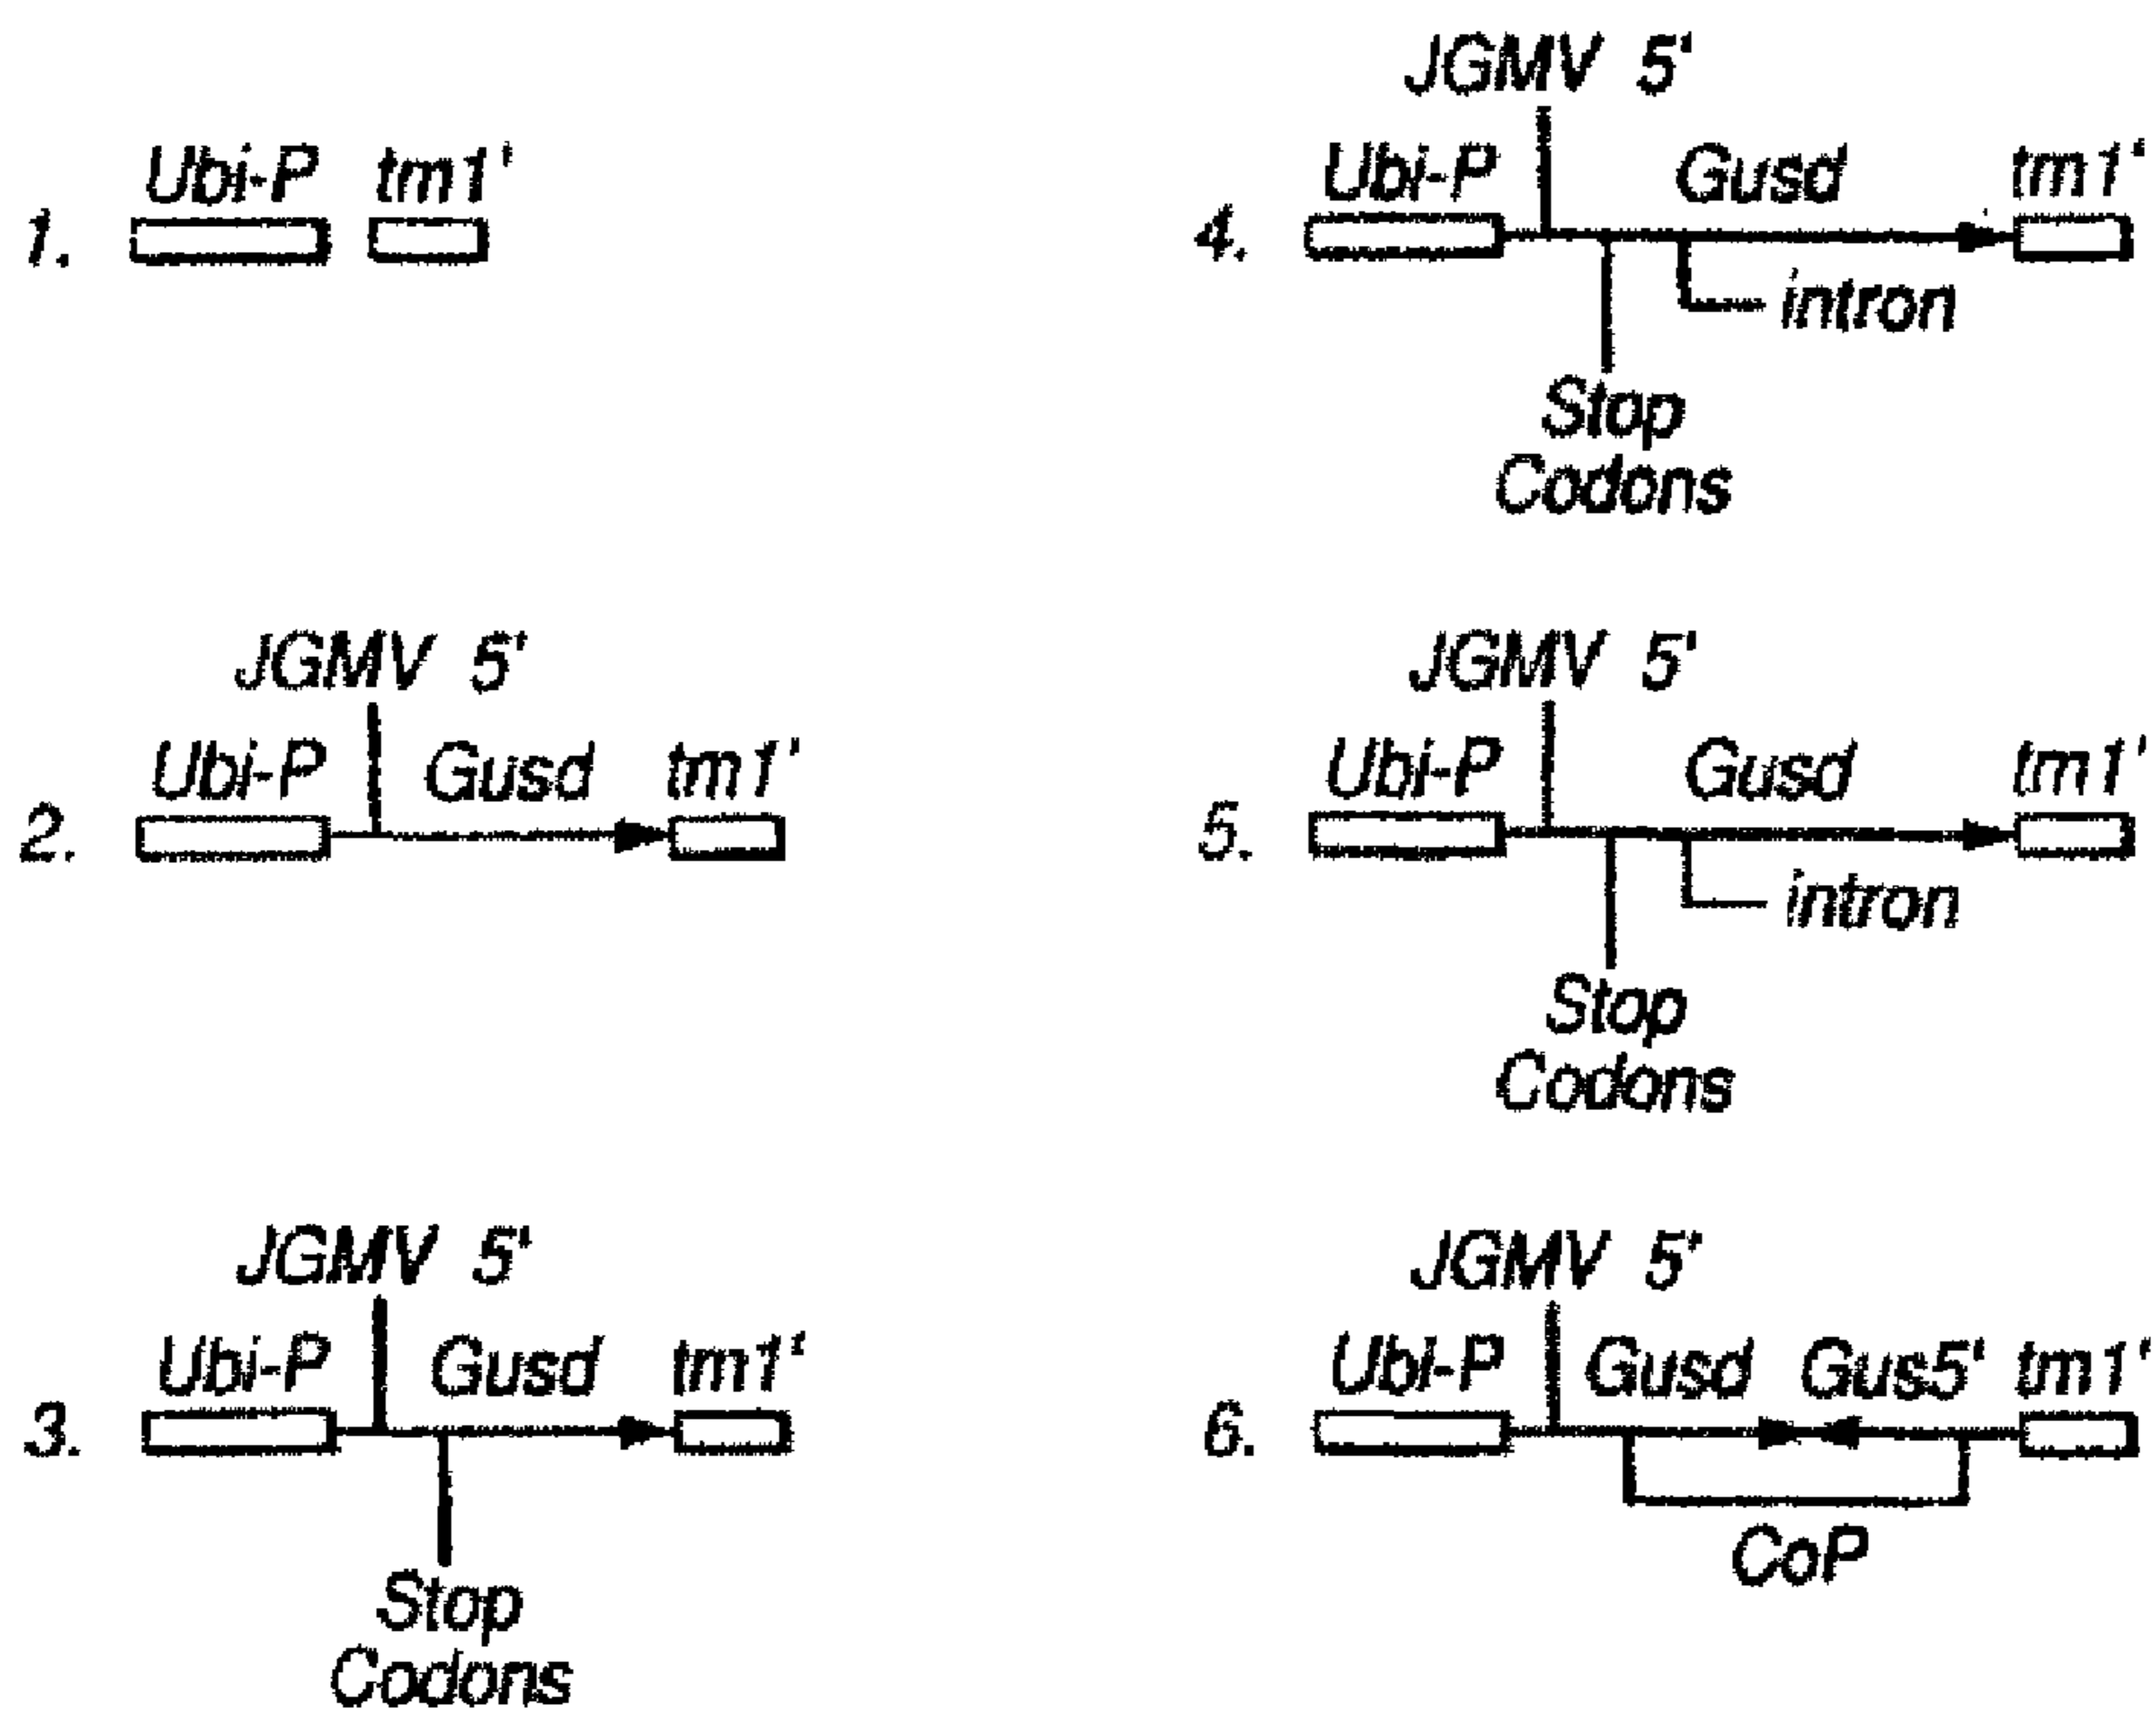 Ubi-P tm1'
1.
JGMV 5'
Ubi-P Gusd tm1'
2.
JGMV 5'
Ubi-P Gusd tm1'
3.
Stop
Codons
JGMV 5'
Ubi-P Gusd tm1'
4.
intron
Stop
Codons
JGMV 5'
Ubi-P Gusd tm1'
5.
intron
Stop
Codons
JGMV 5'
Ubi-P Gusd Gus5' tm1'
6.
CoP